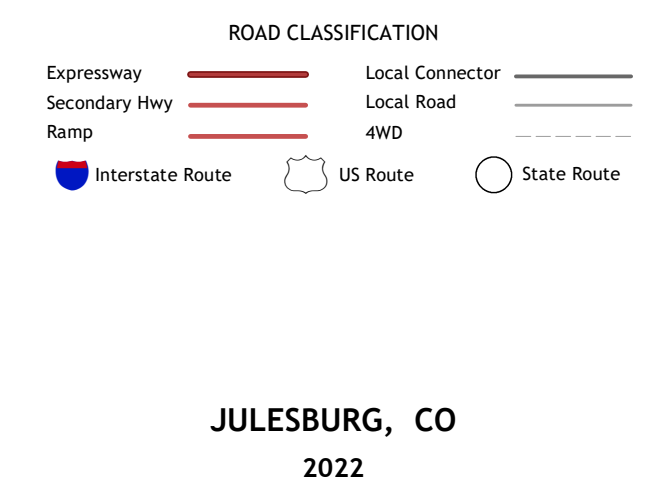 ROAD CLASSIFICATION
Expressway
Local Connector
Secondary Hwy
Local Road
Ramp
4WD
Interstate Route
US Route
State Route
JULESBURG, CO
2022